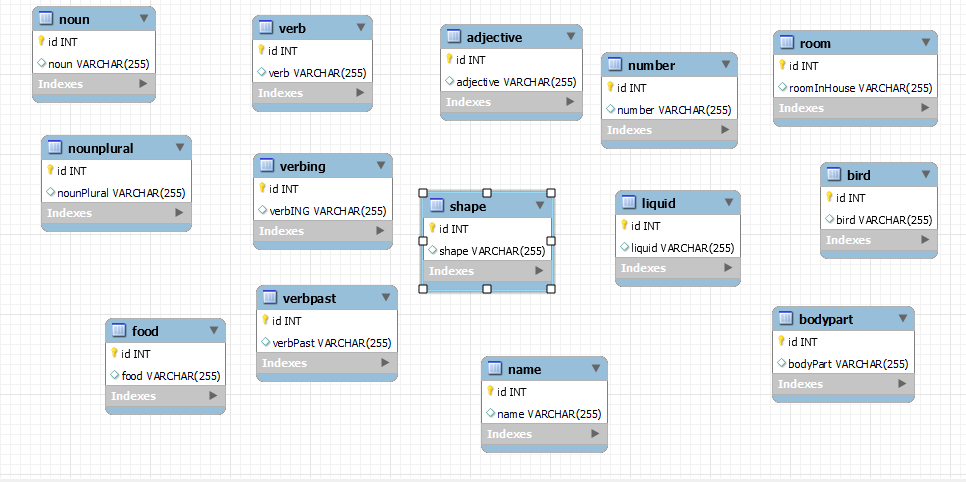 noun
id INT
noun VARCHAR(255)
Indexes
verb
id INT
verb VARCHAR(255)
Indexes
adjective
id INT
adjective VARCHAR(255)
Indexes
number
id INT
number VARCHAR(255)
Indexes
room
id INT
roomInHouse VARCHAR(255)
Indexes
nounplural
id INT
nounPlural VARCHAR(255)
Indexes
verbing
id INT
verbING VARCHAR(255)
Indexes
shape
id INT
shape VARCHAR(255)
Indexes
liquid
id INT
liquid VARCHAR(255)
Indexes
bird
id INT
bird VARCHAR(255)
Indexes
food
id INT
food VARCHAR(255)
Indexes
verbpast
id INT
verbPast VARCHAR(255)
Indexes
name
id INT
name VARCHAR(255)
Indexes
bodypart
id INT
bodyPart VARCHAR(255)
Indexes